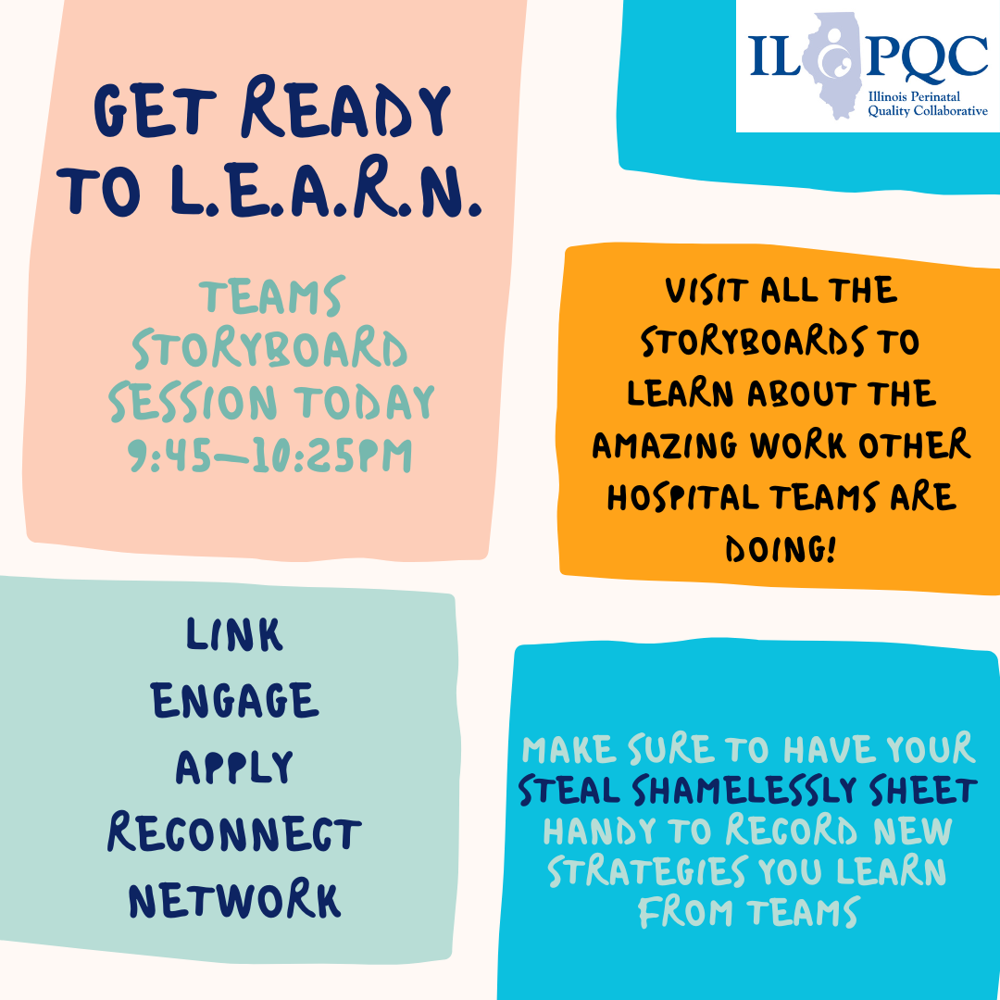 GET READY
TO L.E.A.R.N.
TEAMS
STORYBOARD
SESSION TODAY
9:45—10:25PM
IL PQC
Illinois Perinatal
Quality Collaborative
VISIT ALL THE
STORYBOARDS TO
LEARN ABOUT THE
AMAZING WORK OTHER
HOSPITAL TEAMS ARE
DOING!
LINK
ENGAGE
APPLY
RECONNECT
NETWORK
MAKE SURE TO HAVE YOUR
STEAL SHAMELESSLY SHEET
HANDY TO RECORD NEW
STRATEGIES YOU LEARN
FROM TEAMS